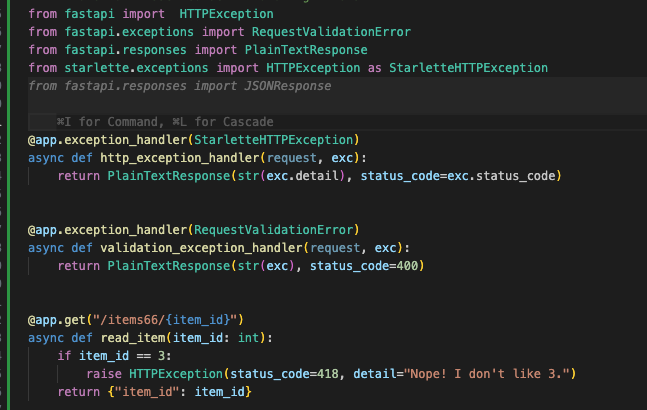 from fastapi import  HTTPException
from fastapi.exceptions import RequestValidationError
from fastapi.responses import PlainTextResponse
from starlette.exceptions import HTTPException as StarletteHTTPException
from fastapi.responses import JSONResponse
⌘I for Command, ⌘L for Cascade
@app.exception_handler(StarletteHTTPException)
async def http_exception_handler(request, exc):
    return PlainTextResponse(str(exc.detail), status_code=exc.status_code)
@app.exception_handler(RequestValidationError)
async def validation_exception_handler(request, exc):
    return PlainTextResponse(str(exc), status_code=400)
@app.get("/items66/{item_id}")
async def read_item(item_id: int):
    if item_id == 3:
        raise HTTPException(status_code=418, detail="Nope! I don't like 3.")
    return {"item_id": item_id}